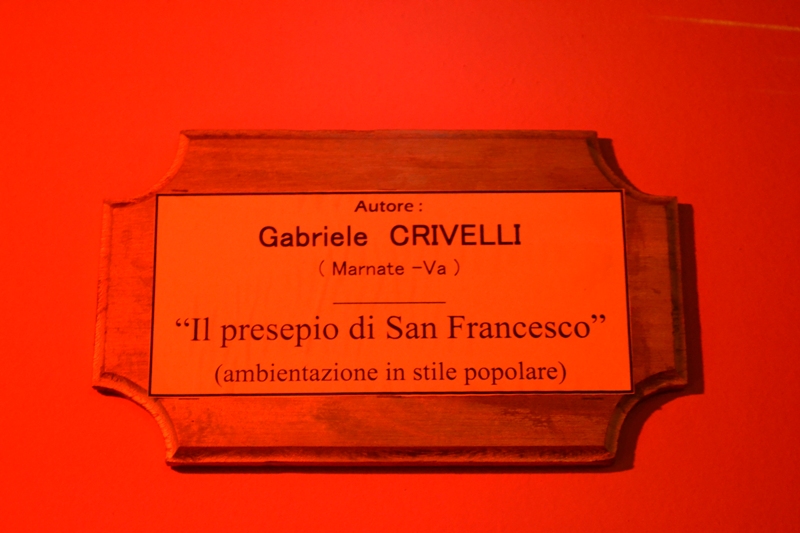 Autore :
Gabriele CRIVELLI
( Marnate -Va )
“Il presepio di San Francesco”
(ambientazione in stile popolare)